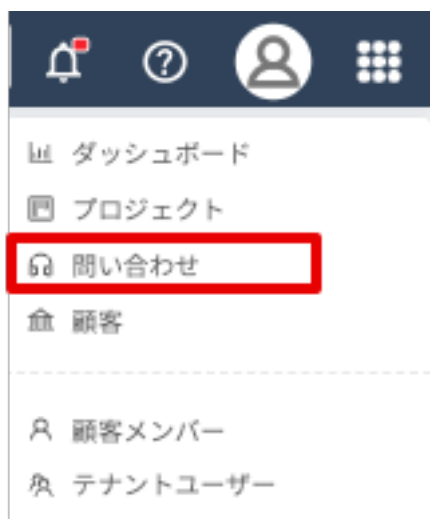 ダッシュボード
プロジェクト
問い合わせ
顧客
顧客メンバー
テナントユーザー